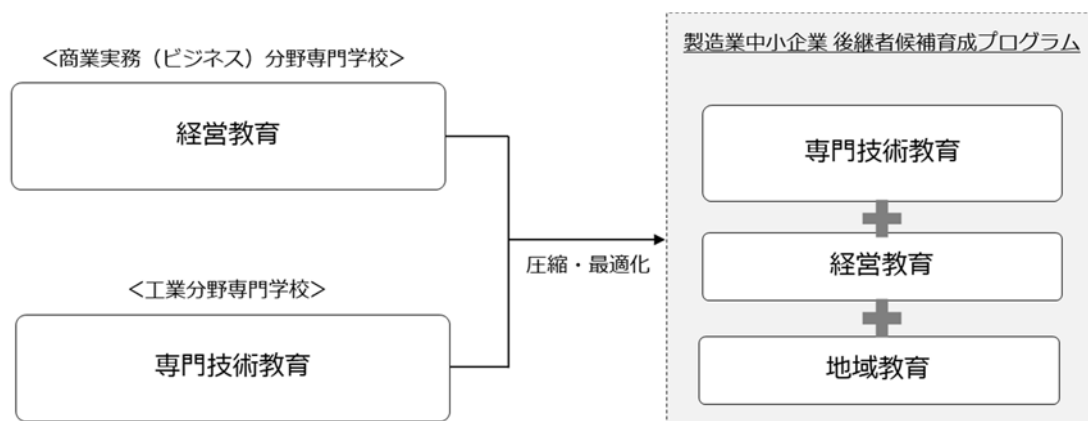 ＜商業実務（ビジネス）分野専門学校＞
経営教育
＜工業分野専門学校＞
専門技術教育
圧縮・最適化
製造業中小企業 後継者候補育成プログラム
専門技術教育
経営教育
地域教育